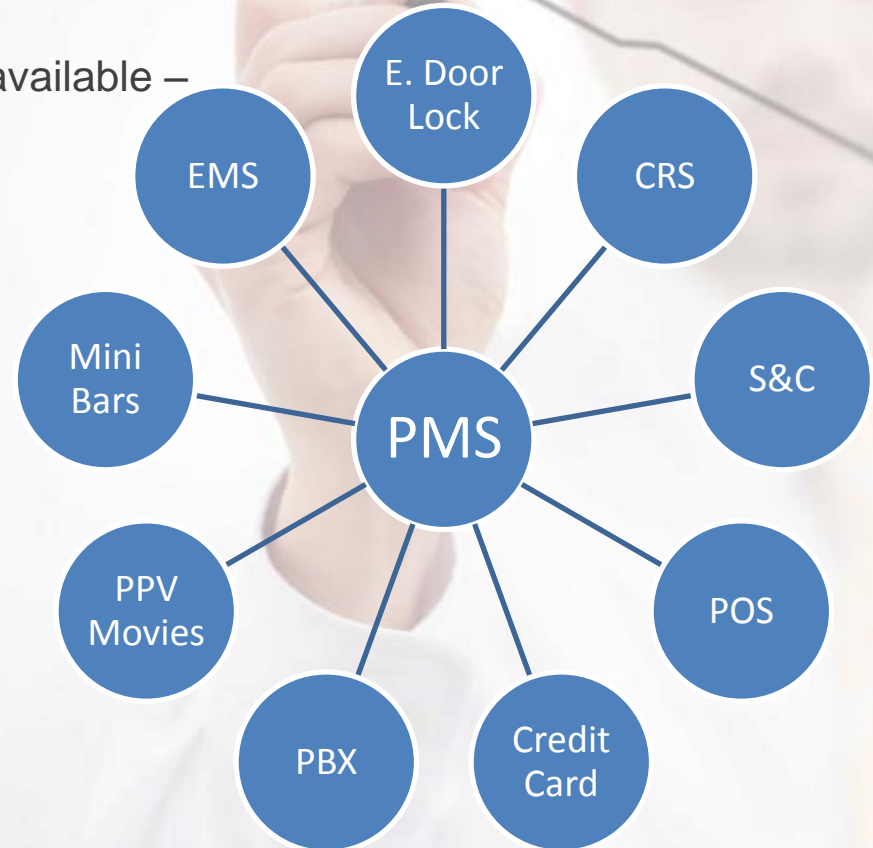 available –
E. Door
Lock
CRS
S&C
POS
Credit
Card
PBX
PPV
Movies
Mini
Bars
EMS
PMS